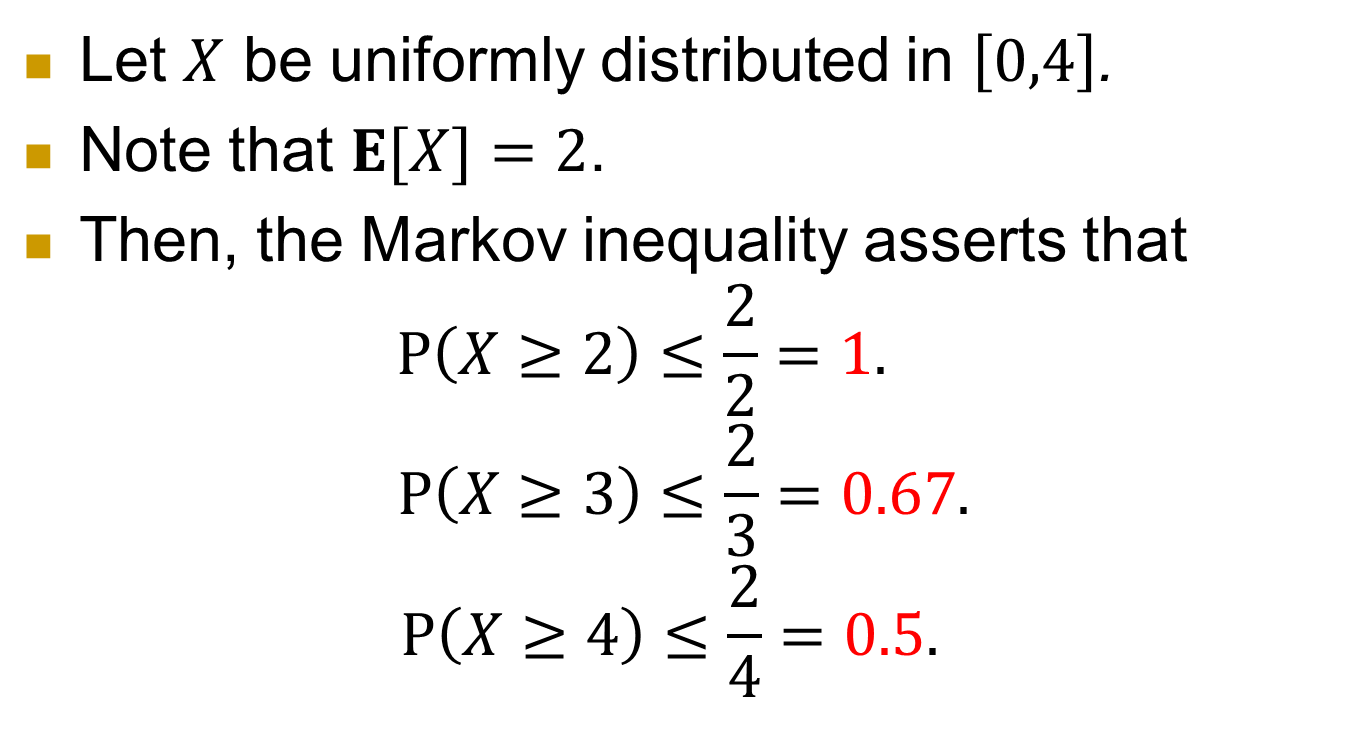 Let X be uniformly distributed in [0,4].
Note that E[X] = 2.
Then, the Markov inequality asserts that
P(X ≥ 2) ≤ 2/2 = 1.
P(X ≥ 3) ≤ 2/3 = 0.67.
P(X ≥ 4) ≤ 2/4 = 0.5.